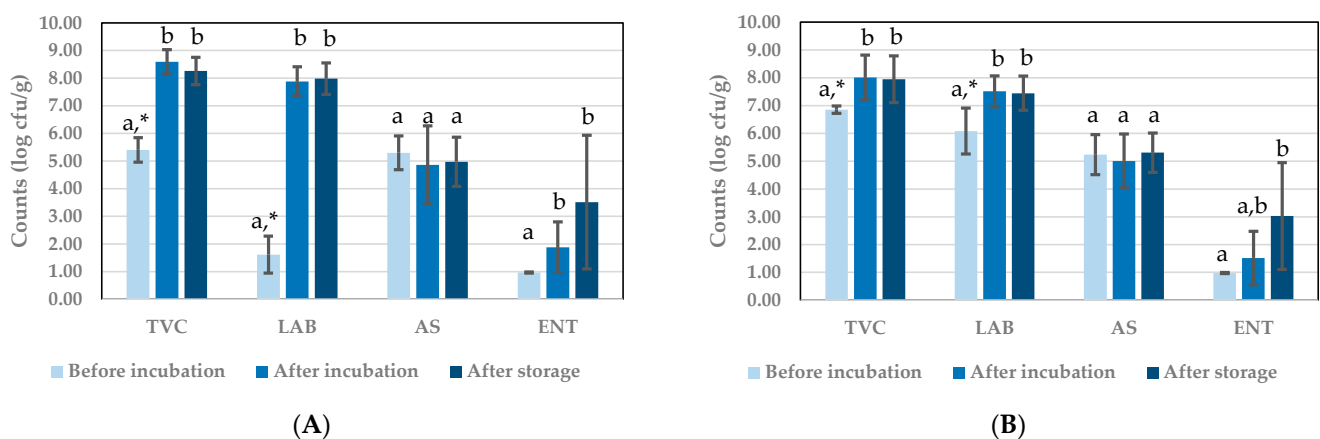 10.00
9.00
8.00
7.00
6.00
5.00
4.00
3.00
2.00
1.00
0.00
Counts (log cfu/g)
a,* b b
a,* b b
a a a
a b b
TVC LAB AS ENT
Before incubation After incubation After storage
(A)
10.00
9.00
8.00
7.00
6.00
5.00
4.00
3.00
2.00
1.00
0.00
Counts (log cfu/g)
a,* b b
a,* b b
a a a
a a,b b
TVC LAB AS ENT
Before incubation After incubation After storage
(B)